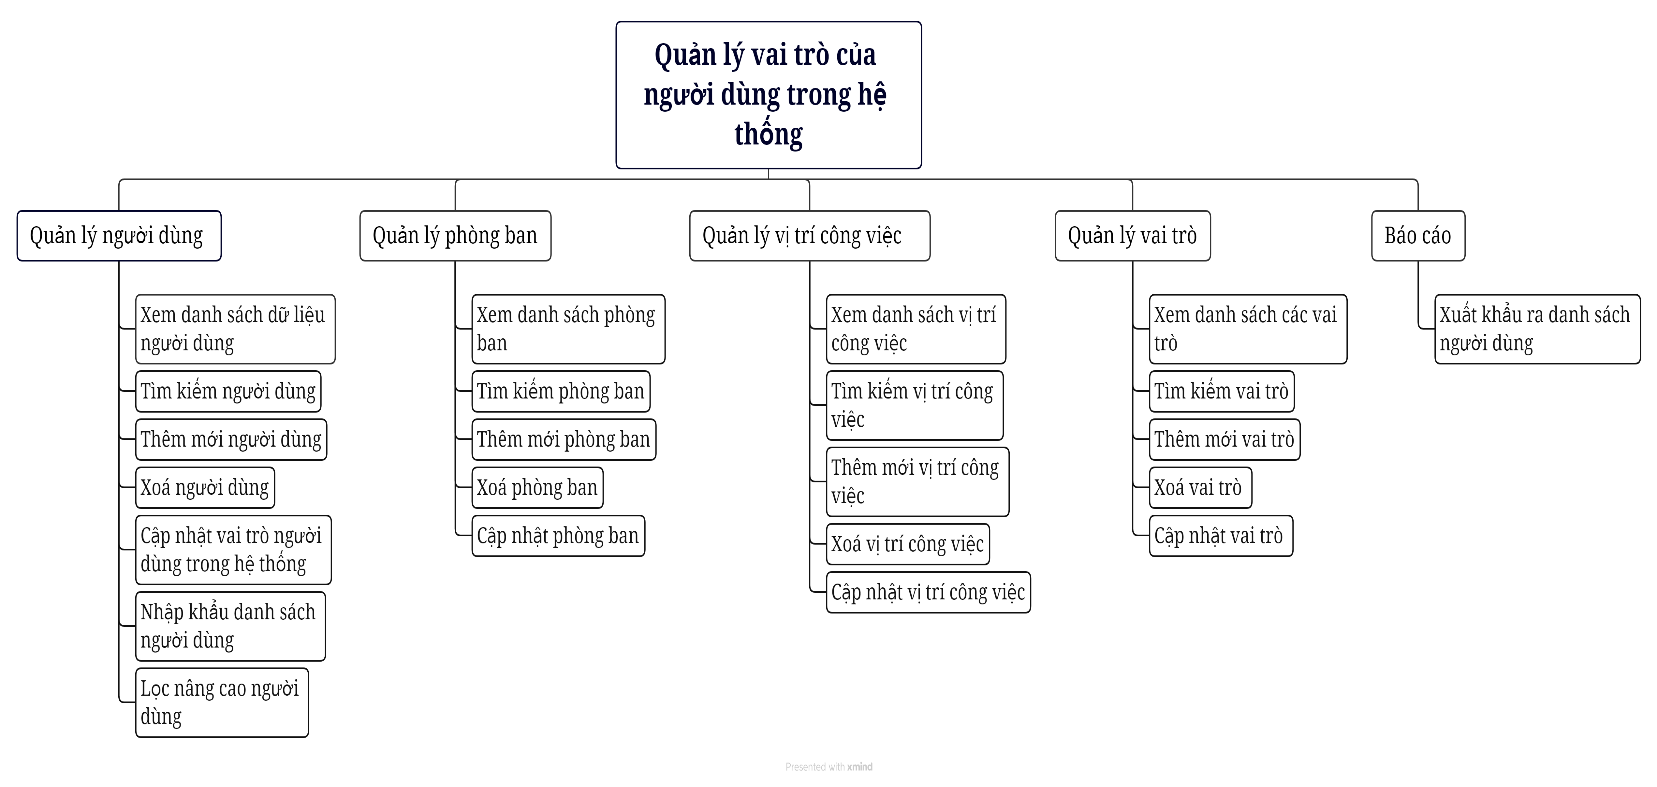 Quản lý vai trò của
người dùng trong hệ
thống
Quản lý người dùng
Xem danh sách dữ liệu
người dùng
Tìm kiếm người dùng
Thêm mới người dùng
Xoá người dùng
Cập nhật vai trò người
dùng trong hệ thống
Nhập khẩu danh sách
người dùng
Lọc nâng cao người
dùng
Quản lý phòng ban
Xem danh sách phòng
ban
Tìm kiếm phòng ban
Thêm mới phòng ban
Xoá phòng ban
Cập nhật phòng ban
Quản lý vị trí công việc
Xem danh sách vị trí
công việc
Tìm kiếm vị trí công
việc
Thêm mới vị trí công
việc
Xoá vị trí công việc
Cập nhật vị trí công việc
Quản lý vai trò
Xem danh sách các vai
trò
Tìm kiếm vai trò
Thêm mới vai trò
Xoá vai trò
Cập nhật vai trò
Báo cáo
Xuất khẩu ra danh sách
người dùng
Presented with xmind